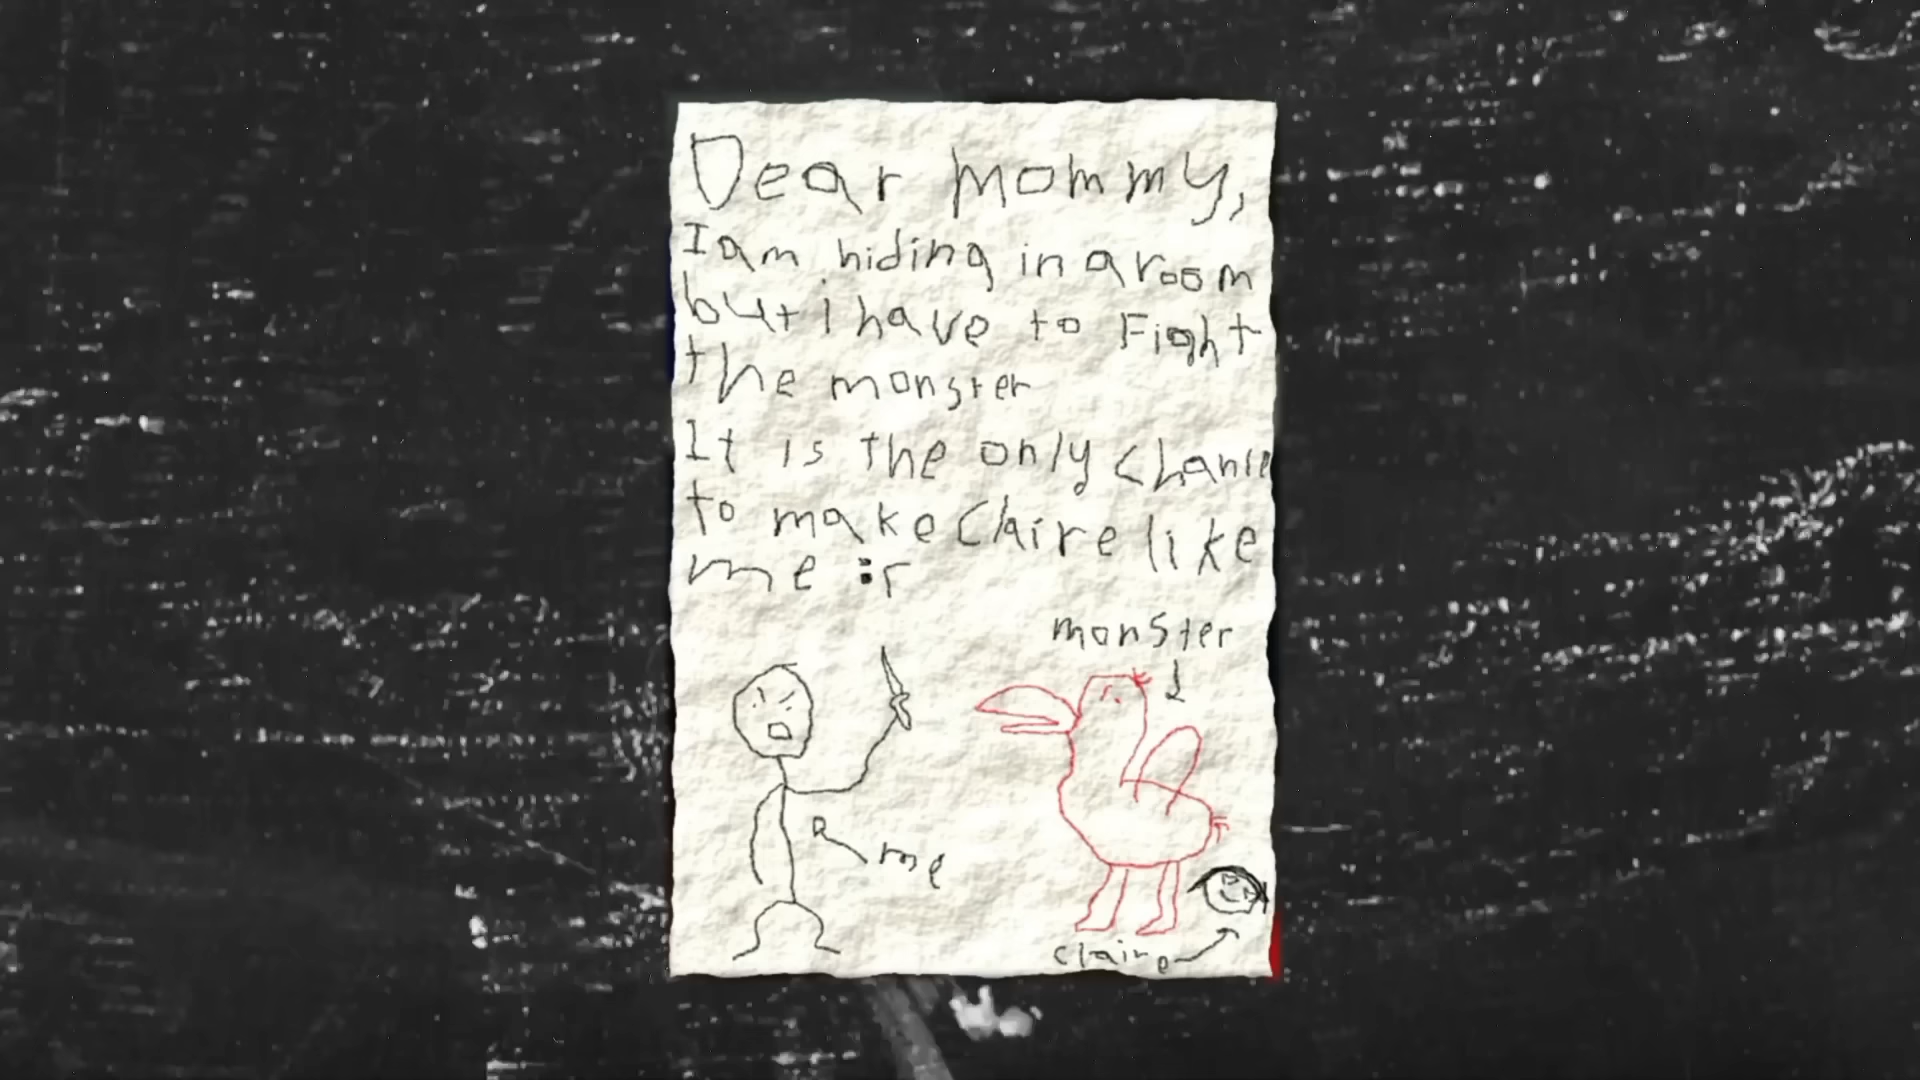 Dear mommy,
I am hiding in a room
but i have to Fight
the monster
It is the only chance
to make Claire like
me :r
monster
me
claire